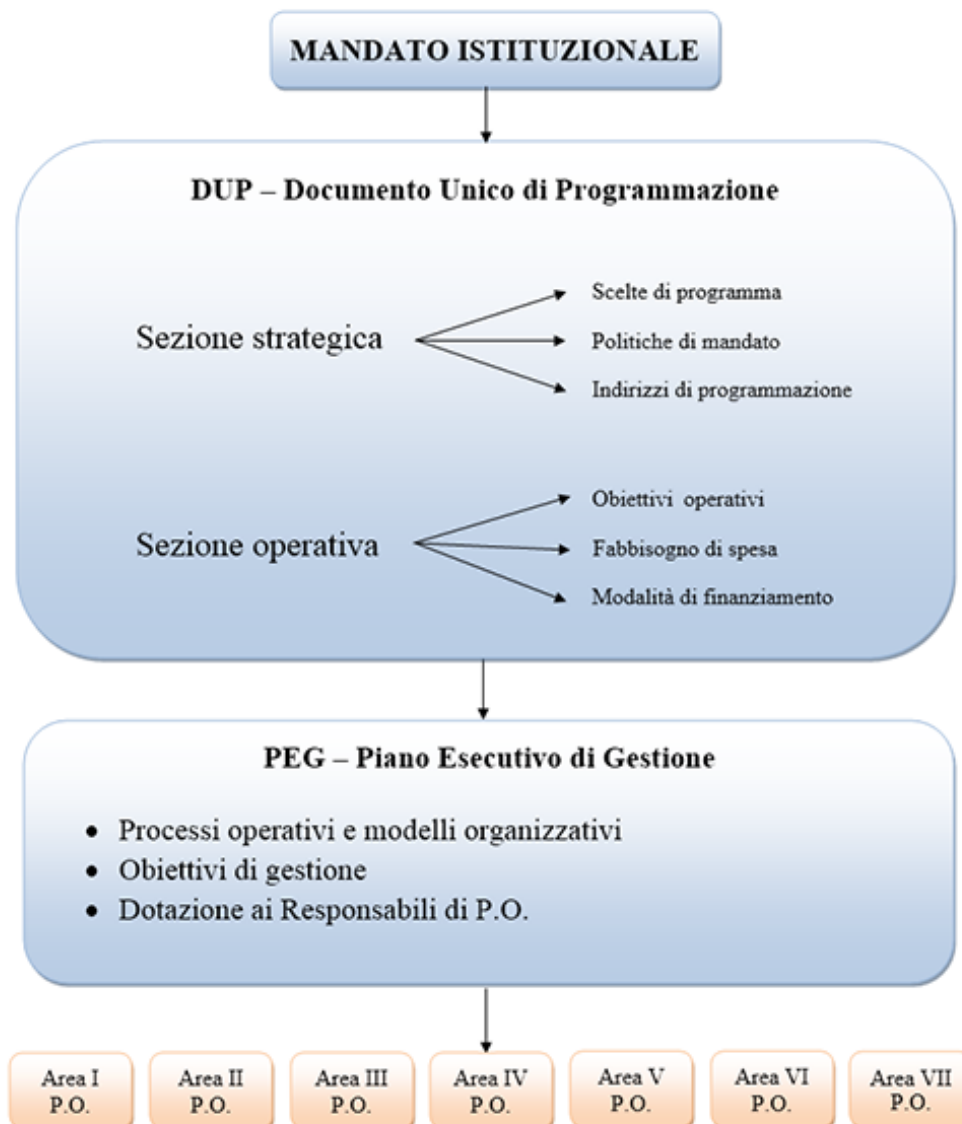 MANDATO ISTITUZIONALE
DUP – Documento Unico di Programmazione
Sezione strategica
Scelte di programma
Politiche di mandato
Indirizzi di programmazione
Sezione operativa
Obiettivi operativi
Fabbisogno di spesa
Modalità di finanziamento
PEG – Piano Esecutivo di Gestione
• Processi operativi e modelli organizzativi
• Obiettivi di gestione
• Dotazione ai Responsabili di P.O.
Area I
P.O.
Area II
P.O.
Area III
P.O.
Area IV
P.O.
Area V
P.O.
Area VI
P.O.
Area VII
P.O.